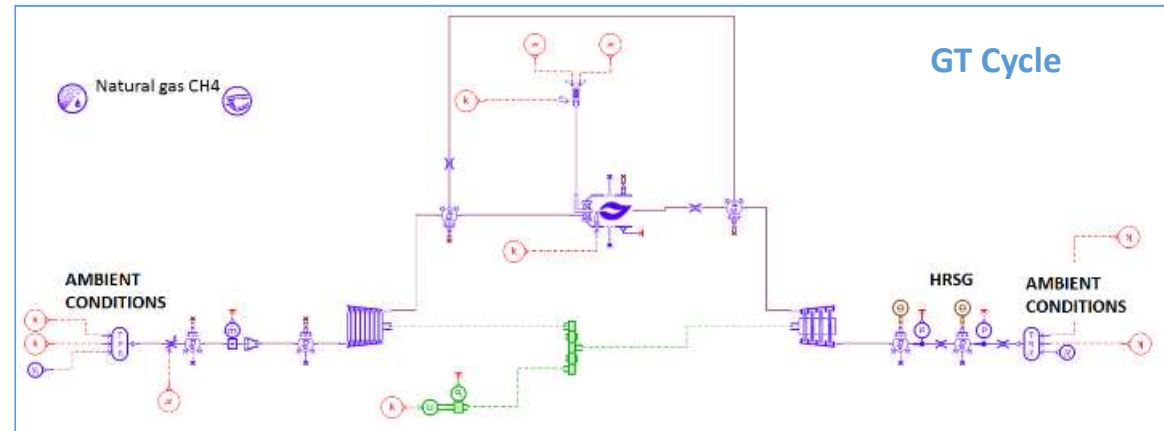 GT Cycle
Natural gas CH4
k
k
AMBIENT
CONDITIONS
HRSG
AMBIENT
CONDITIONS
k
k
m
k